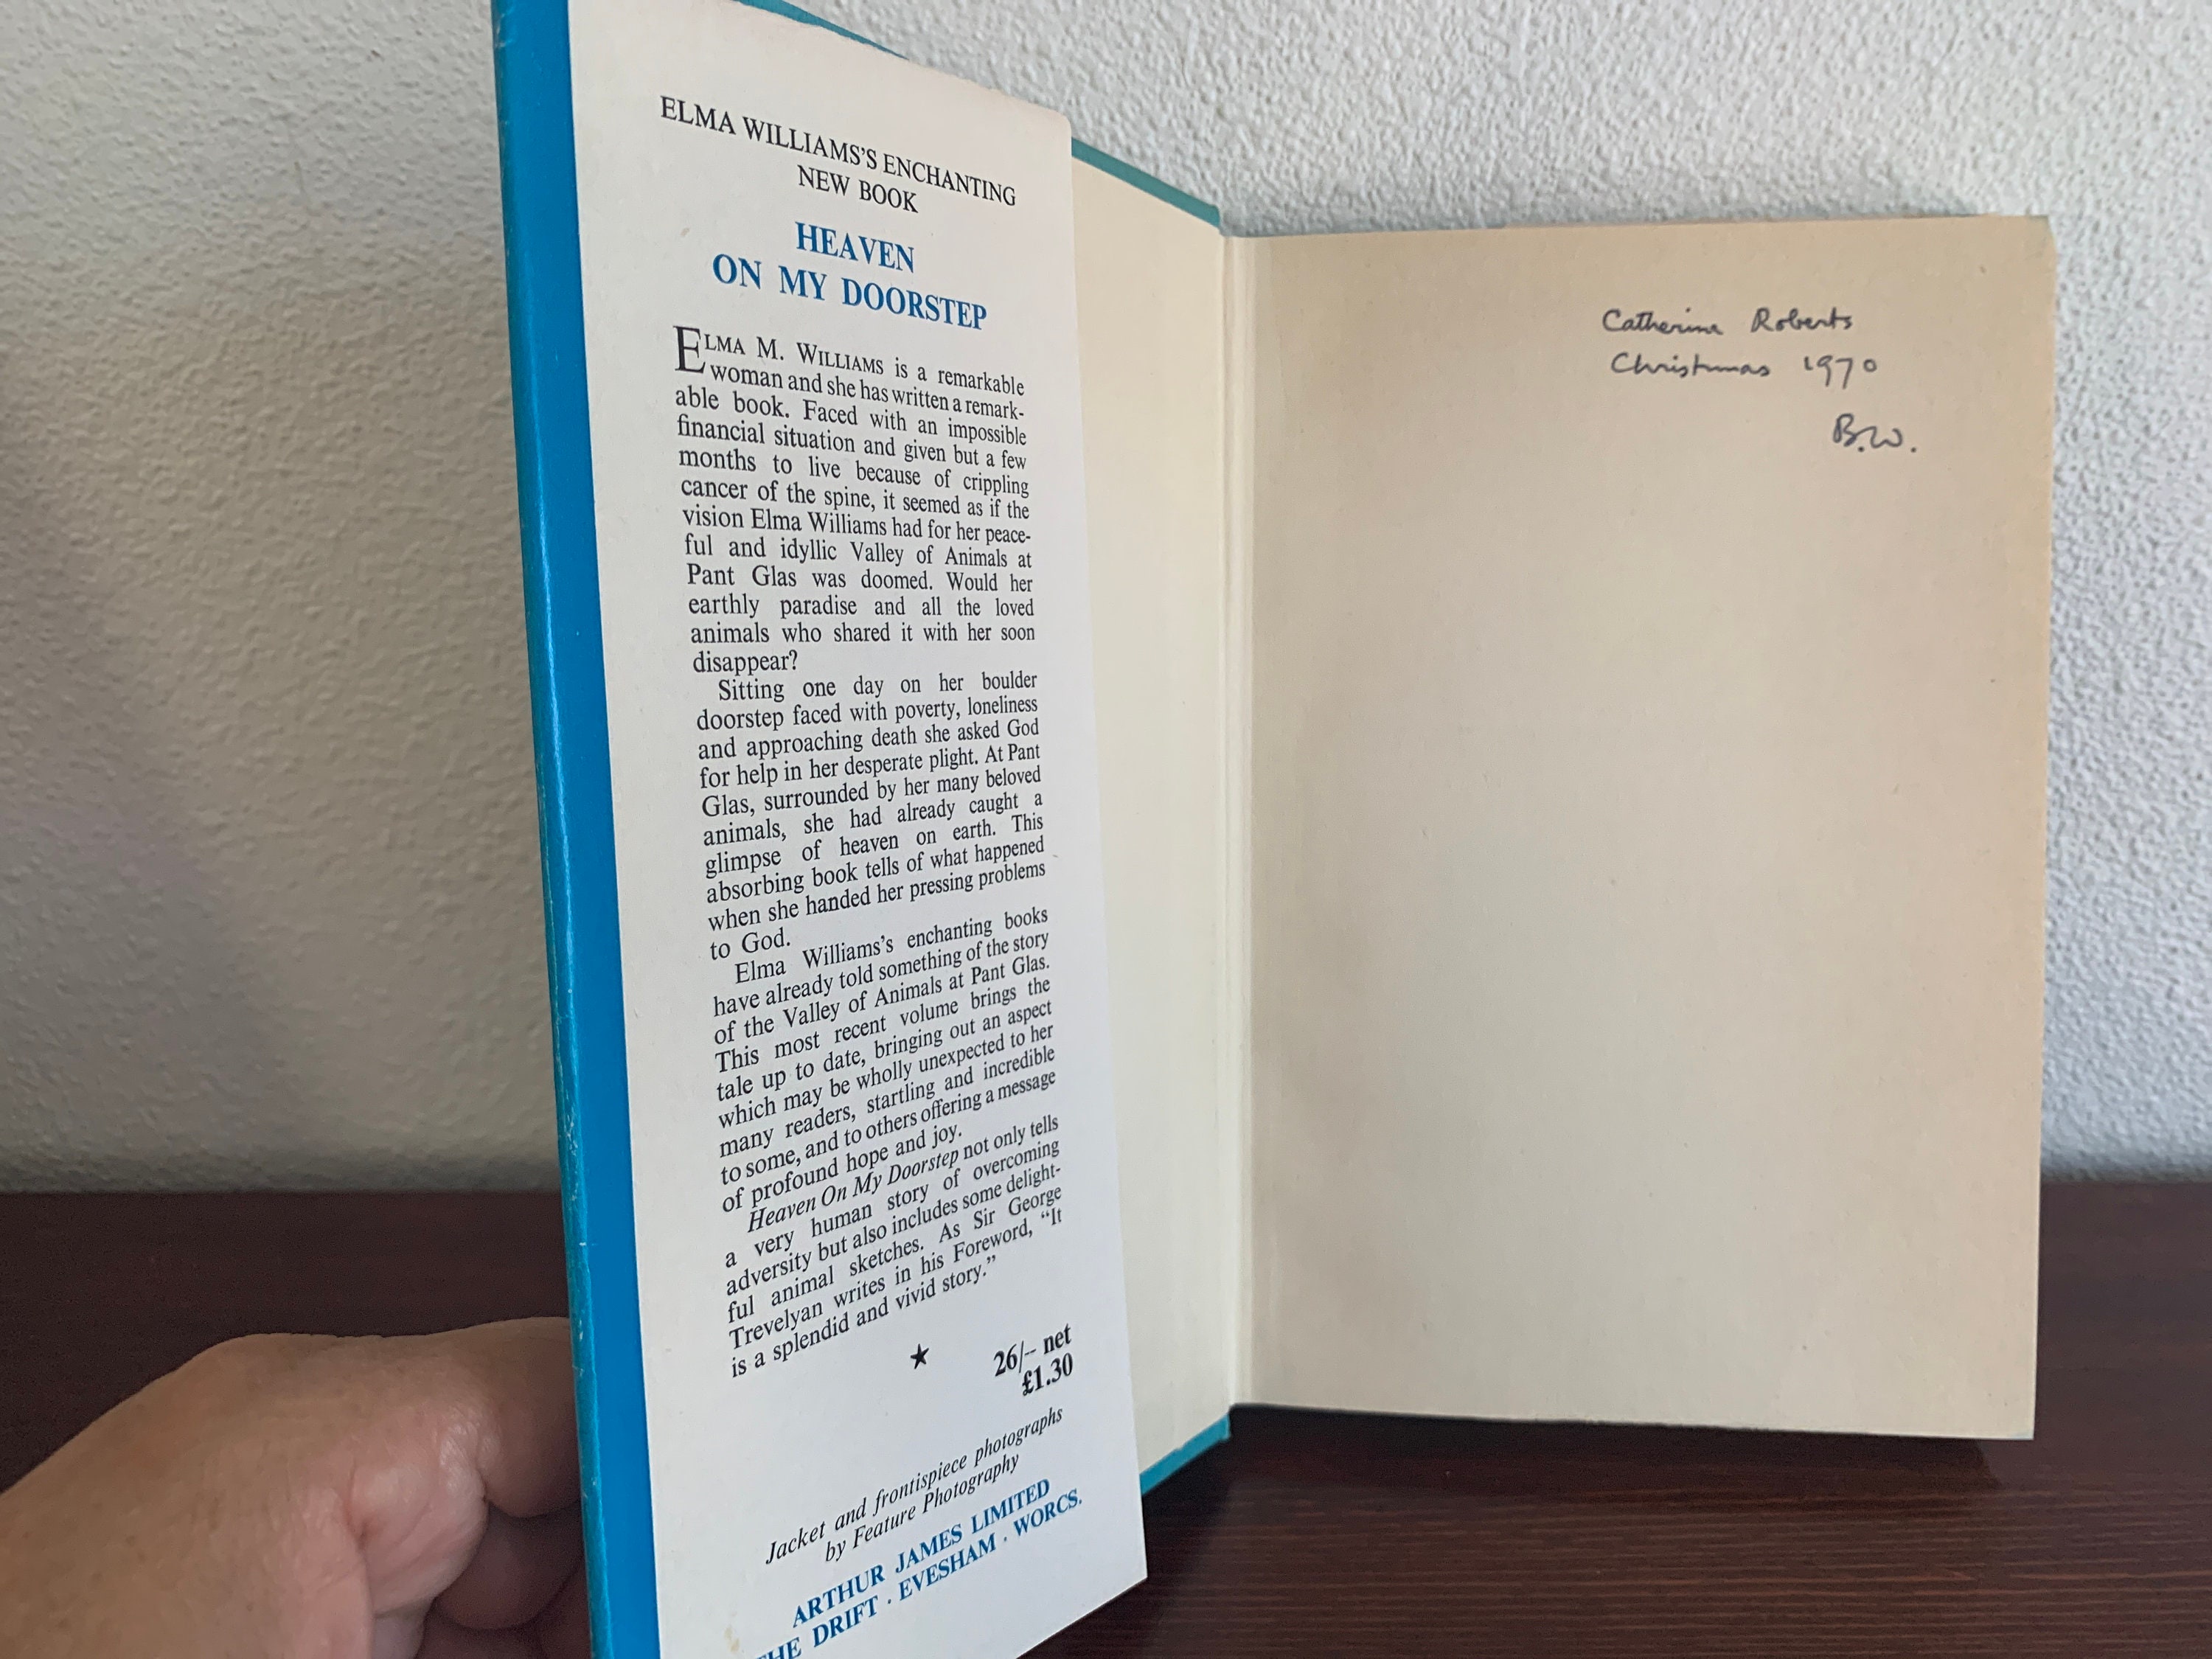 ELMA WILLIAMS'S ENCHANTING
NEW BOOK
HEAVEN
ON MY DOORSTEP
ELMA M. WILLIAMS is a remarkable
woman and she has written a remark-
able book. Faced with an impossible
financial situation and given but a few
months to live because of crippling
cancer of the spine, it seemed as if the
vision Elma Williams had for her peace-
ful and idyllic Valley of Animals at
Pant Glas was doomed. Would her
earthly paradise and all the loved
animals who shared it with her soon
disappear?
Sitting one day on her boulder
doorstep faced with poverty, loneliness
and approaching death she asked God
for help in her desperate plight. At Pant
Glas, surrounded by her many beloved
animals, she had already caught a
glimpse of heaven on earth. This
absorbing book tells of what happened
when she handed her pressing problems
to God.
Elma Williams's enchanting books
have already told something of the story
of the Valley of Animals at Pant Glas.
This most recent volume brings the
tale up to date, bringing out an aspect
which may be wholly unexpected to her
many readers, startling and incredible
to some, and to others offering a message
of profound hope and joy.
Heaven On My Doorstep not only tells
a very human story of overcoming
adversity but also includes some delight-
ful animal sketches. As Sir George
Trevelyan writes in his Foreword, “It
is a splendid and vivid story.”
★
26/– net
£1.30
Jacket and frontispiece photographs
by Feature Photography
ARTHUR JAMES LIMITED
THE DRIFT . EVESHAM . WORCS.
Catherine Roberts
Christmas 1970
B.W.